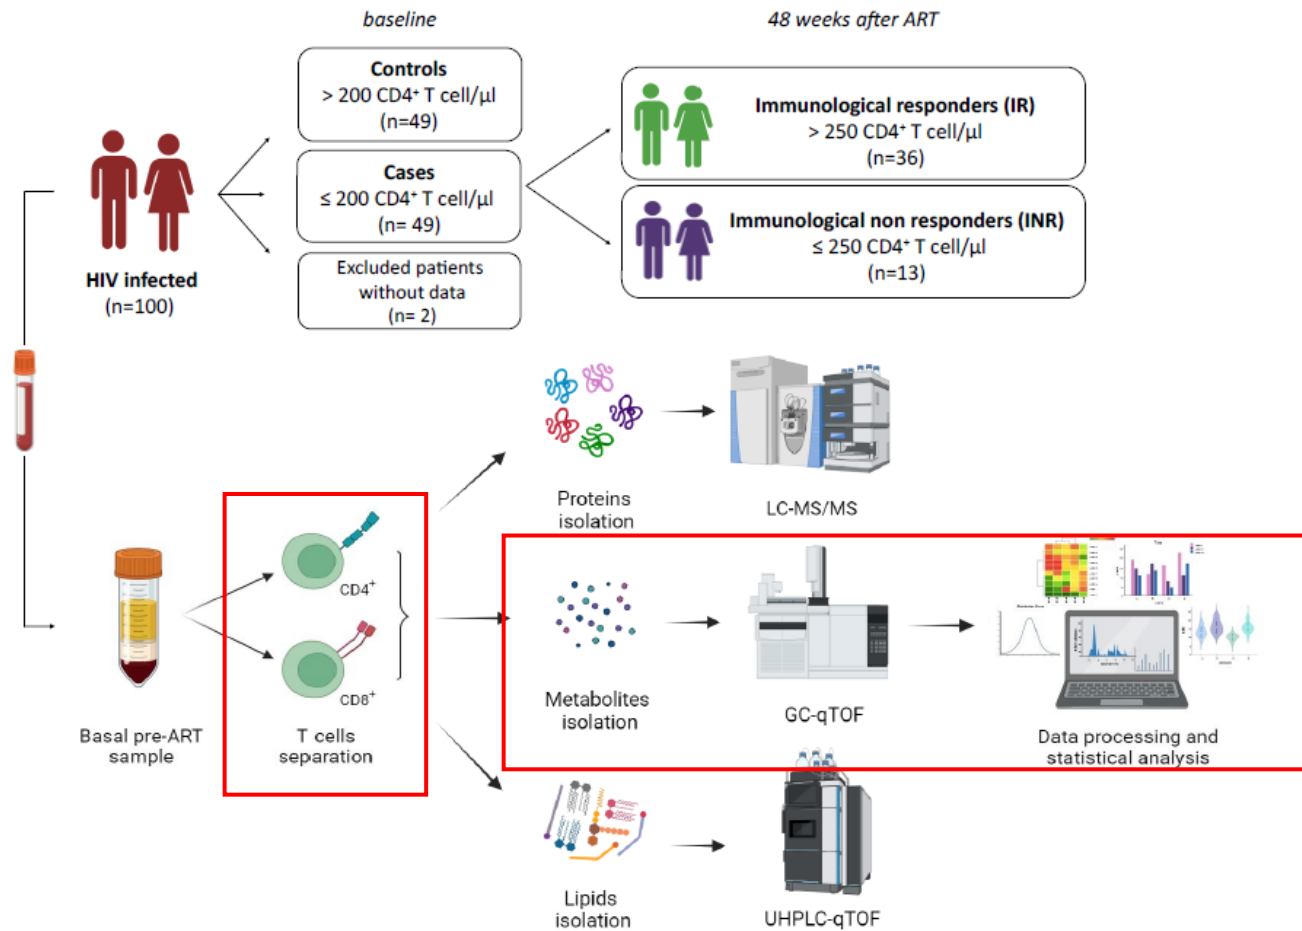 baseline
48 weeks after ART
Controls
> 200 CD4⁺ T cell/µl
(n=49)
Cases
≤ 200 CD4⁺ T cell/µl
(n= 49)
Excluded patients
without data
(n= 2)
Immunological responders (IR)
> 250 CD4⁺ T cell/µl
(n=36)
Immunological non responders (INR)
≤ 250 CD4⁺ T cell/µl
(n=13)
HIV infected
(n=100)
Proteins
isolation
LC-MS/MS
CD4⁺
CD8⁺
Basal pre-ART
sample
T cells
separation
Metabolites
isolation
GC-qTOF
Data processing and
statistical analysis
Lipids
isolation
UHPLC-qTOF